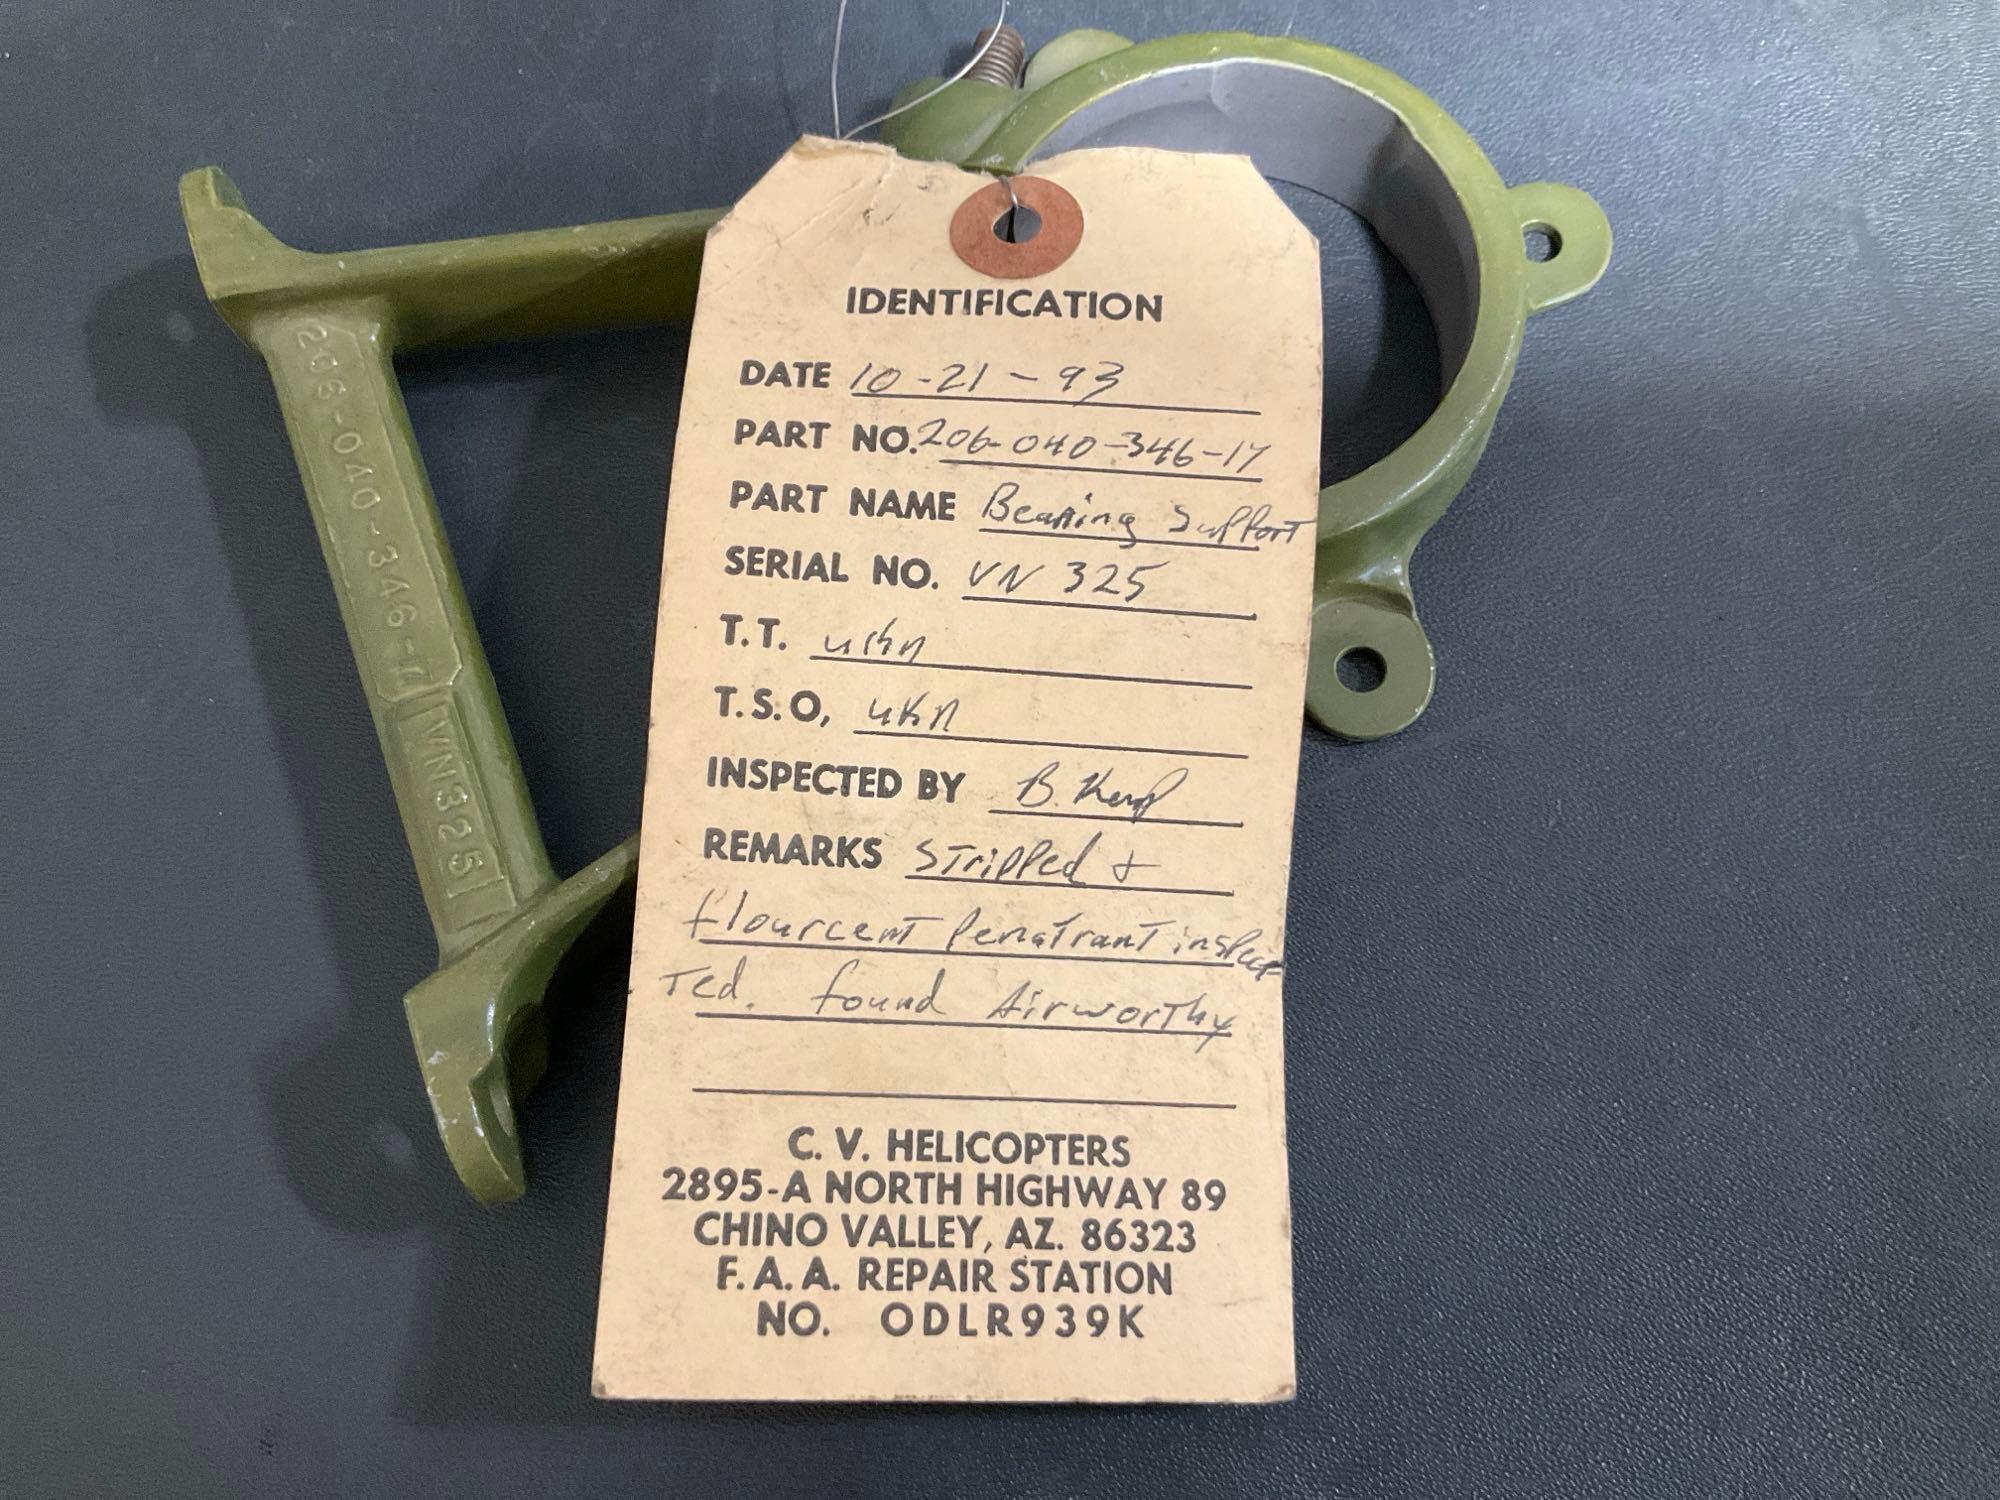 206-040-346-17
VN325
IDENTIFICATION
DATE 10-21-93
PART NO. 206-040-346-17
PART NAME Bearing Support
SERIAL NO. VN 325
T.T. ukn
T.S.O, ukn
INSPECTED BY B. Kemp
REMARKS Stripped +
flourcent Penatrant inspec
Ted. found Airworthy
C. V. HELICOPTERS
2895-A NORTH HIGHWAY 89
CHINO VALLEY, AZ. 86323
F. A. A. REPAIR STATION
NO. ODLR939K